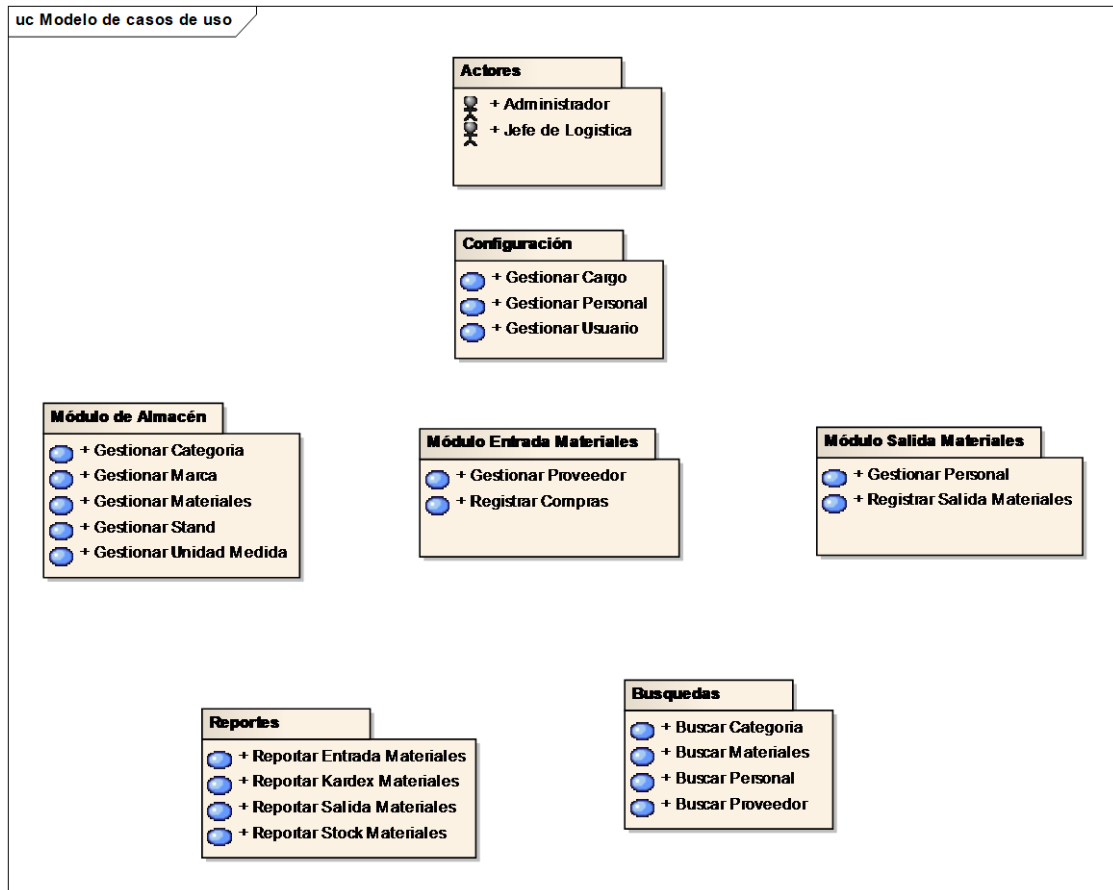 uc Modelo de casos de uso
Actores
+ Administrador
+ Jefe de Logistica
Configuración
+ Gestionar Cargo
+ Gestionar Personal
+ Gestionar Usuario
Módulo de Almacén
+ Gestionar Categoria
+ Gestionar Marca
+ Gestionar Materiales
+ Gestionar Stand
+ Gestionar Unidad Medida
Módulo Entrada Materiales
+ Gestionar Proveedor
+ Registrar Compras
Módulo Salida Materiales
+ Gestionar Personal
+ Registrar Salida Materiales
Reportes
+ Reportar Entrada Materiales
+ Reportar Kardex Materiales
+ Reportar Salida Materiales
+ Reportar Stock Materiales
Busquedas
+ Buscar Categoria
+ Buscar Materiales
+ Buscar Personal
+ Buscar Proveedor